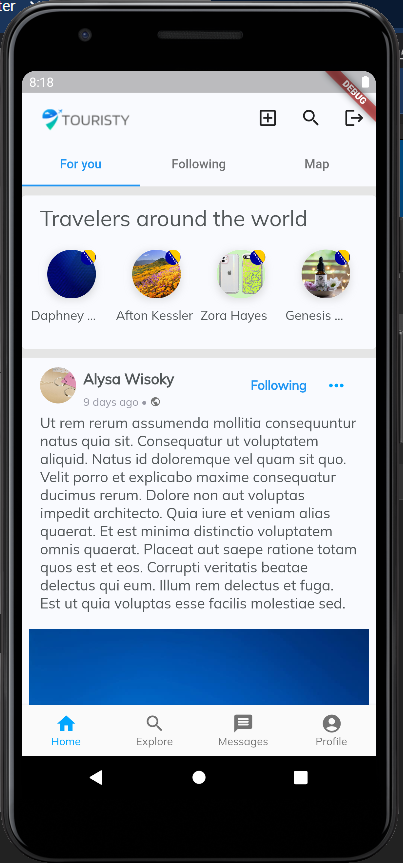 ter
8:18
DEBUG
TOURISTY
For you
Following
Map
Travelers around the world
Daphney ...
Afton Kessler
Zora Hayes
Genesis ...
Alysa Wisoky
Following
9 days ago •
Ut rem rerum assumenda mollitia consequuntur
natus quia sit. Consequatur ut voluptatem
aliquid. Natus id doloremque vel quam sit quo.
Velit porro et explicabo maxime consequatur
ducimus rerum. Dolore non aut voluptas
impedit architecto. Quia iure et veniam alias
quaerat. Et est minima distinctio voluptatem
omnis quaerat. Placeat aut saepe ratione totam
quos est et eos. Corrupti veritatis beatae
delectus qui eum. Illum rem delectus et fuga.
Est ut quia voluptas esse facilis molestiae sed.
Home
Explore
Messages
Profile